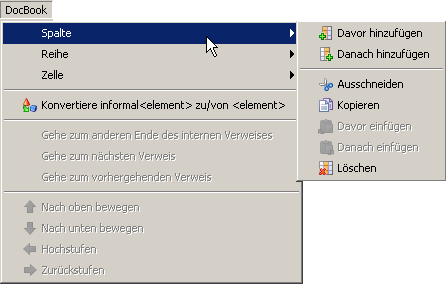 DocBook
Spalte
Reihe
Zelle
Konvertiere informal<element> zu/von <element>
Gehe zum anderen Ende des internen Verweises
Gehe zum nächsten Verweis
Gehe zum vorhergehenden Verweis
Nach oben bewegen
Nach unten bewegen
Hochstufen
Zurückstufen
Davor hinzufügen
Danach hinzufügen
Ausschneiden
Kopieren
Davor einfügen
Danach einfügen
Löschen